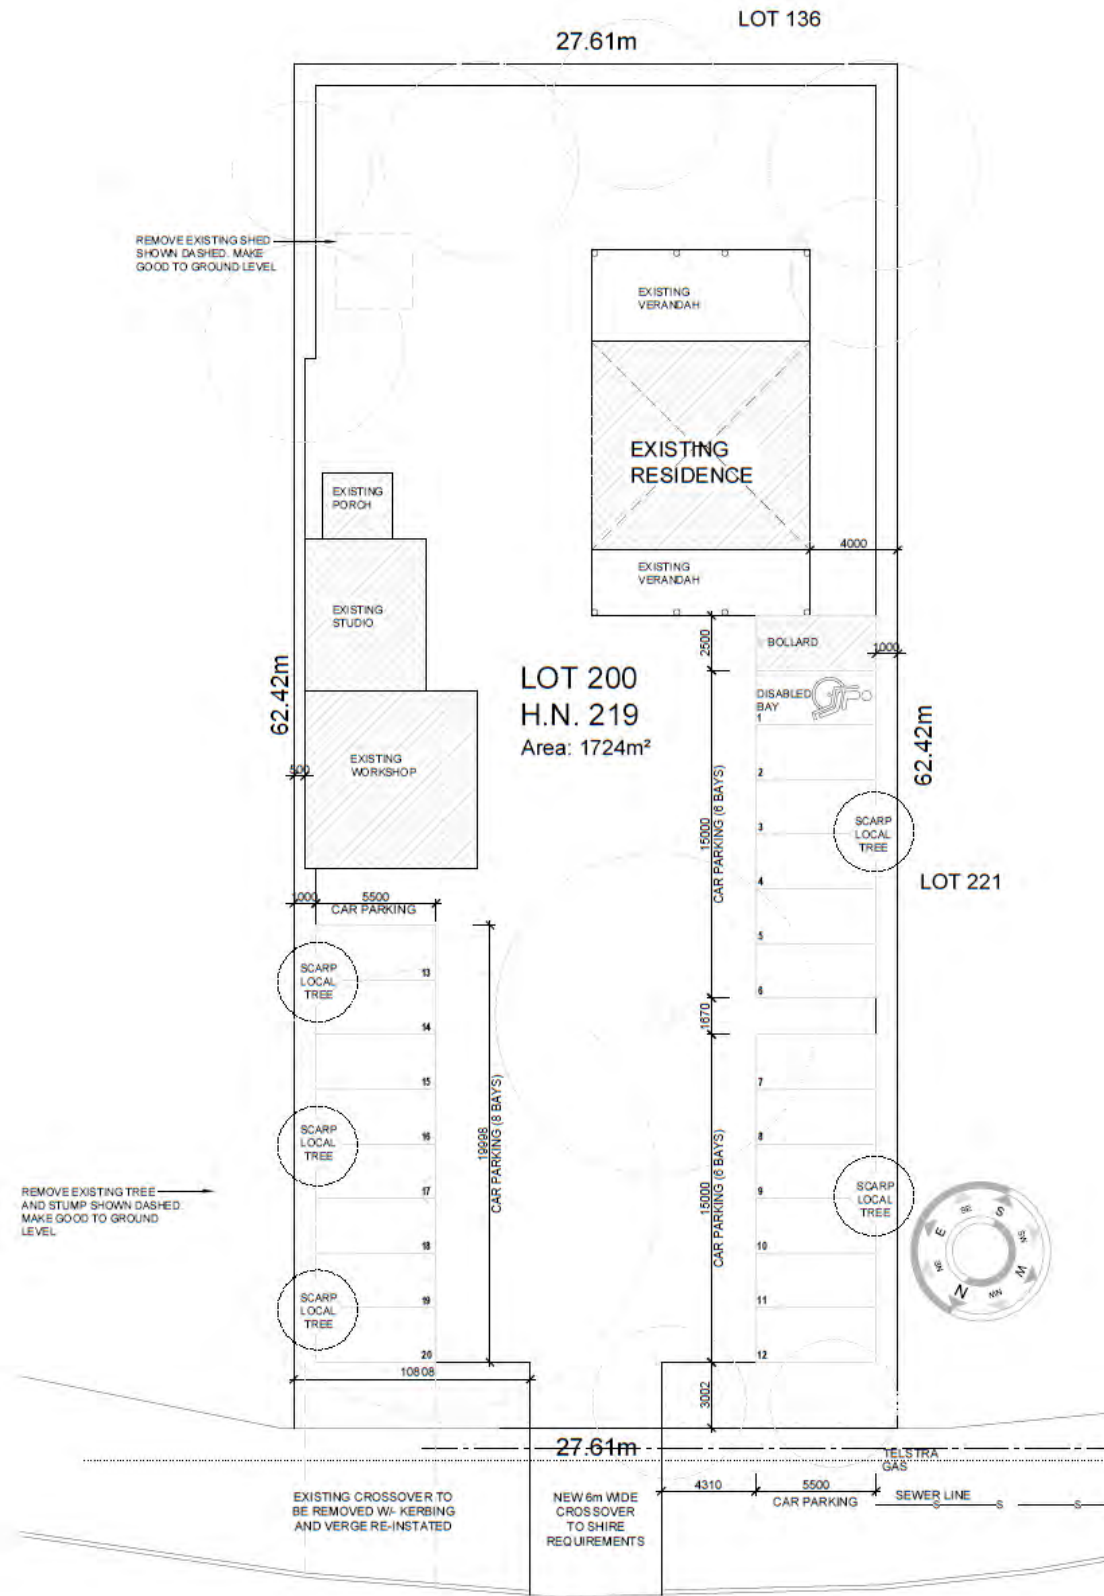 LOT 136
27.61m
REMOVE EXISTING SHED
SHOWN DASHED. MAKE
GOOD TO GROUND LEVEL
EXISTING
VERANDAH
EXISTING
RESIDENCE
EXISTING
PORCH
4000
EXISTING
VERANDAH
EXISTING
STUDIO
2500
BOLLARD
1000
62.42m
LOT 200
H.N. 219
Area: 1724m²
DISABLED
BAY
1
62.42m
EXISTING
WORKSHOP
500
2
15000
CAR PARKING (6 BAYS)
3
SCARP
LOCAL
TREE
4
LOT 221
1000
5500
CAR PARKING
5
SCARP
LOCAL
TREE
13
6
1670
14
15
7
19998
CAR PARKING (8 BAYS)
SCARP
LOCAL
TREE
16
8
15000
CAR PARKING (6 BAYS)
REMOVE EXISTING TREE
AND STUMP SHOWN DASHED.
MAKE GOOD TO GROUND
LEVEL
17
9
SCARP
LOCAL
TREE
SE
S
SW
E
W
NE
N
NW
18
10
SCARP
LOCAL
TREE
19
11
20
12
10808
3002
27.61m
TELSTRA
GAS
4310
5500
CAR PARKING
SEWER LINE
S
S
S
EXISTING CROSSOVER TO
BE REMOVED W/- KERBING
AND VERGE RE-INSTATED
NEW 6m WIDE
CROSSOVER
TO SHIRE
REQUIREMENTS